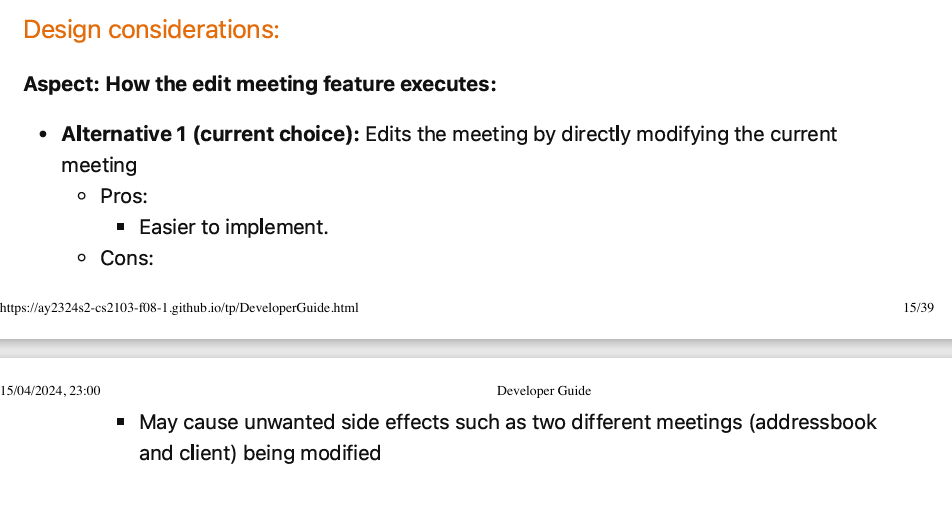 Design considerations:
Aspect: How the edit meeting feature executes:
• Alternative 1 (current choice): Edits the meeting by directly modifying the current
meeting
◦ Pros:
▪ Easier to implement.
◦ Cons:
https://ay2324s2-cs2103-f08-1.github.io/tp/DeveloperGuide.html 15/39
15/04/2024, 23:00 Developer Guide
▪ May cause unwanted side effects such as two different meetings (addressbook
and client) being modified